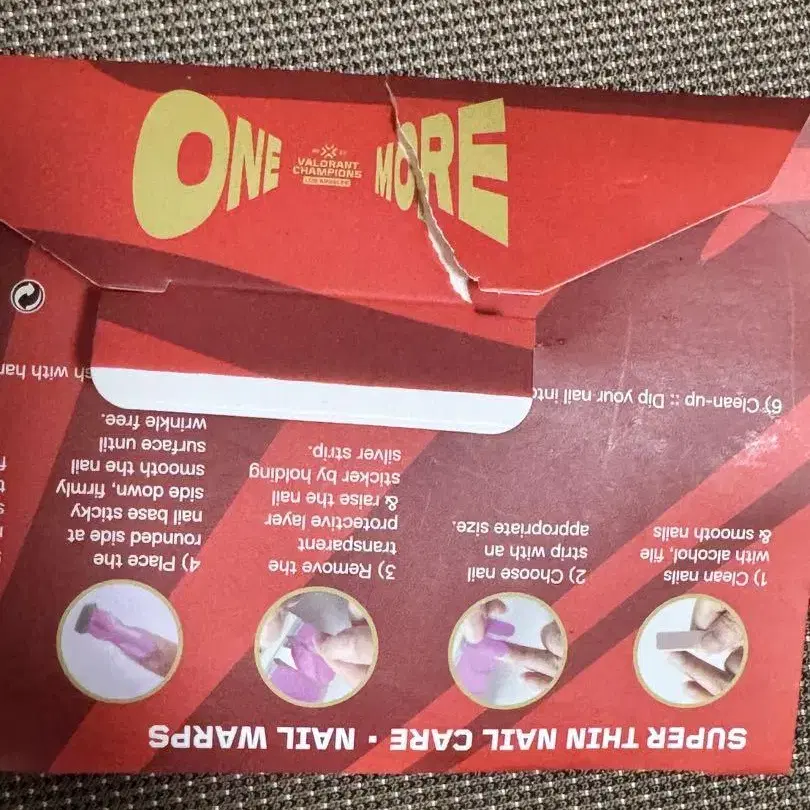 ONE MORE
VALORANT
CHAMPIONS
LOS ANGELES
SUPER THIN NAIL CARE • NAIL WARPS
1) Clean nails
with alcohol, file
& smooth nails
2) Choose nail
strip with an
appropriate size.
3) Remove the
transparent
protective layer
& raise the nail
sticker by holding
silver strip.
4) Place the
rounded side at
nail base sticky
side down, firmly
smooth the nail
surface until
wrinkle free.
6) Clean-up :: Dip your nail into
with